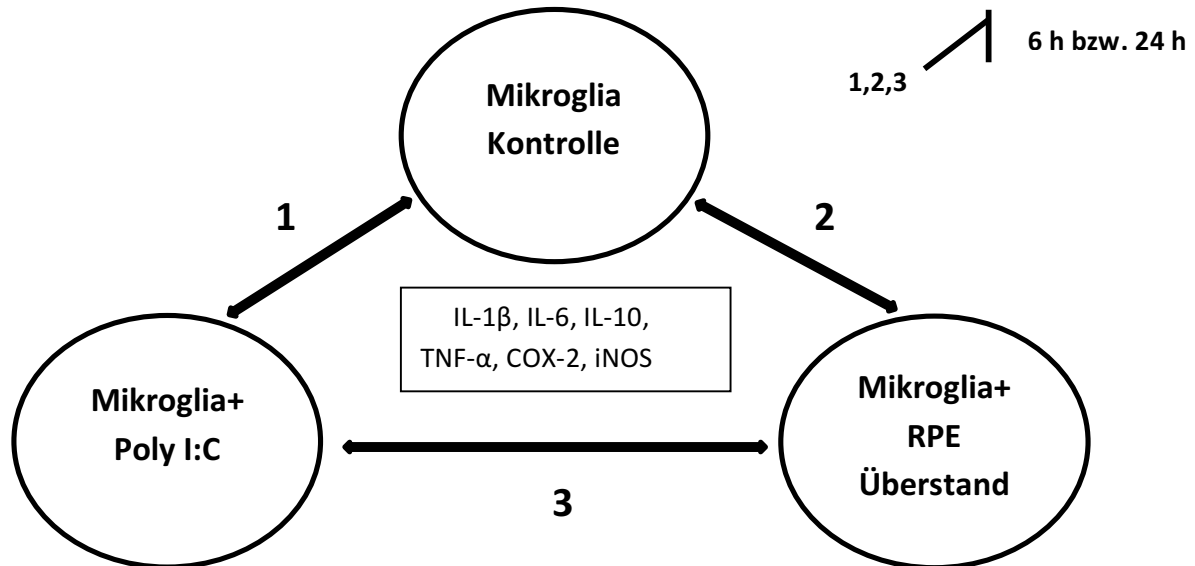 6 h bzw. 24 h
1,2,3
Mikroglia
Kontrolle
1
2
IL-1β, IL-6, IL-10,
TNF-α, COX-2, iNOS
Mikroglia+
Poly I:C
Mikroglia+
RPE
Überstand
3